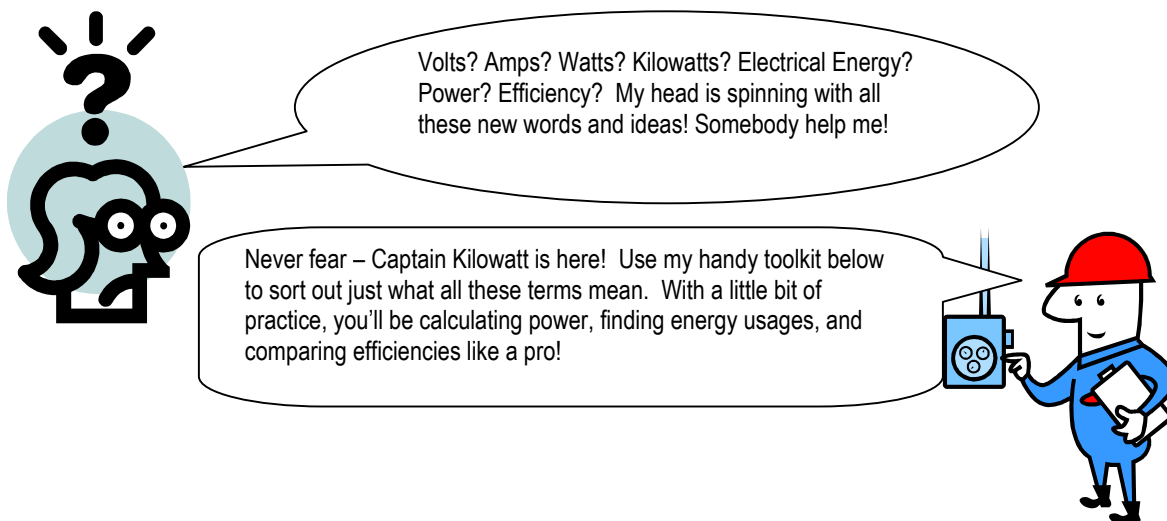 ?
Volts? Amps? Watts? Kilowatts? Electrical Energy?
Power? Efficiency?  My head is spinning with all
these new words and ideas! Somebody help me!
Never fear – Captain Kilowatt is here!  Use my handy toolkit below
to sort out just what all these terms mean.  With a little bit of
practice, you’ll be calculating power, finding energy usages, and
comparing efficiencies like a pro!